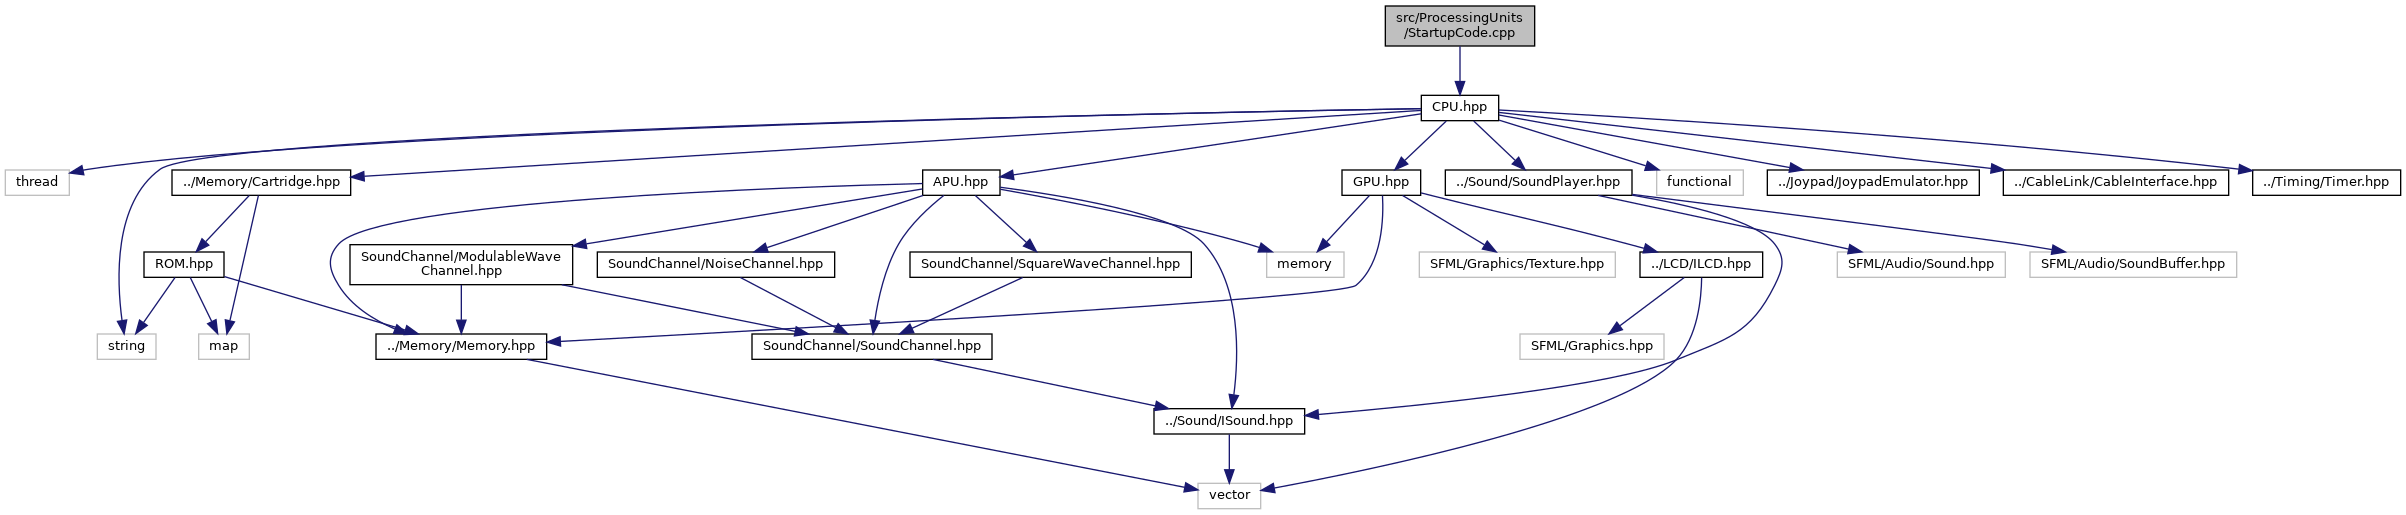 src/ProcessingUnits
/StartupCode.cpp
CPU.hpp
thread
../Memory/Cartridge.hpp
APU.hpp
GPU.hpp
../Sound/SoundPlayer.hpp
functional
../Joypad/JoypadEmulator.hpp
../CableLink/CableInterface.hpp
../Timing/Timer.hpp
ROM.hpp
SoundChannel/ModulableWave
Channel.hpp
SoundChannel/NoiseChannel.hpp
SoundChannel/SquareWaveChannel.hpp
memory
SFML/Graphics/Texture.hpp
../LCD/ILCD.hpp
SFML/Audio/Sound.hpp
SFML/Audio/SoundBuffer.hpp
string
map
../Memory/Memory.hpp
SoundChannel/SoundChannel.hpp
SFML/Graphics.hpp
../Sound/ISound.hpp
vector